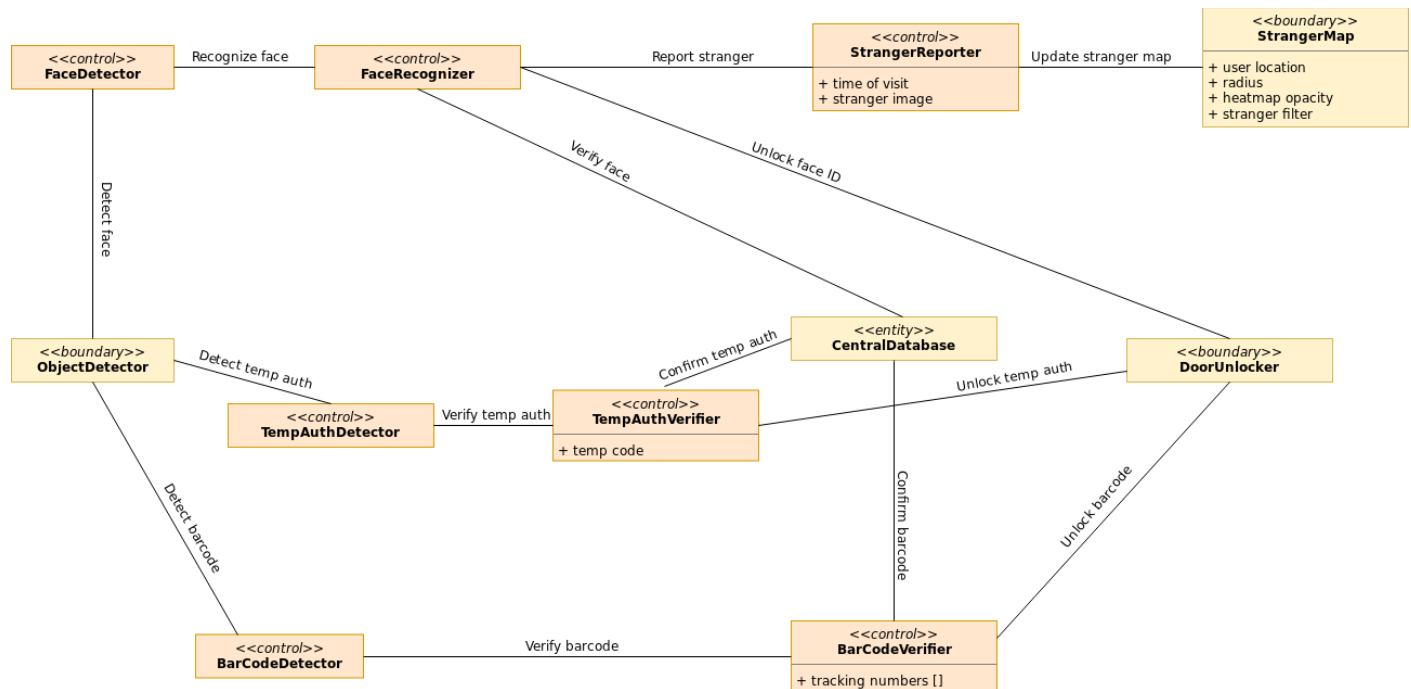 <<control>>
FaceDetector
Recognize face
<<control>>
FaceRecognizer
Report stranger
<<control>>
StrangerReporter
+ time of visit
+ stranger image
Update stranger map
<<boundary>>
StrangerMap
+ user location
+ radius
+ heatmap opacity
+ stranger filter
Detect face
Verify face
Unlock face ID
<<boundary>>
ObjectDetector
Detect temp auth
<<control>>
TempAuthDetector
Verify temp auth
<<control>>
TempAuthVerifier
+ temp code
Confirm temp auth
<<entity>>
CentralDatabase
Unlock temp auth
<<boundary>>
DoorUnlocker
Detect barcode
Confirm barcode
Unlock barcode
<<control>>
BarCodeDetector
Verify barcode
<<control>>
BarCodeVerifier
+ tracking numbers []